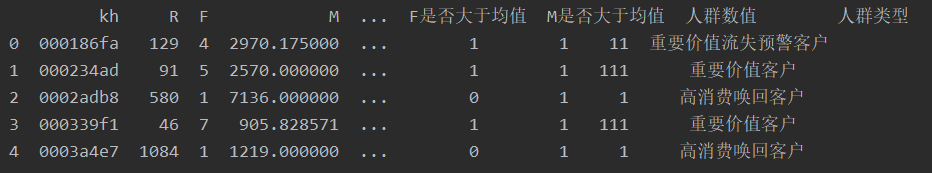 kh R F M ... F是否大于均值 M是否大于均值 人群数值 人群类型
0 000186fa 129 4 2970.175000 ... 1 1 11 重要价值流失预警客户
1 000234ad 91 5 2570.000000 ... 1 1 111 重要价值客户
2 0002adb8 580 1 7136.000000 ... 0 1 1 高消费唤回客户
3 000339f1 46 7 905.828571 ... 1 1 111 重要价值客户
4 0003a4e7 1084 1 1219.000000 ... 0 1 1 高消费唤回客户